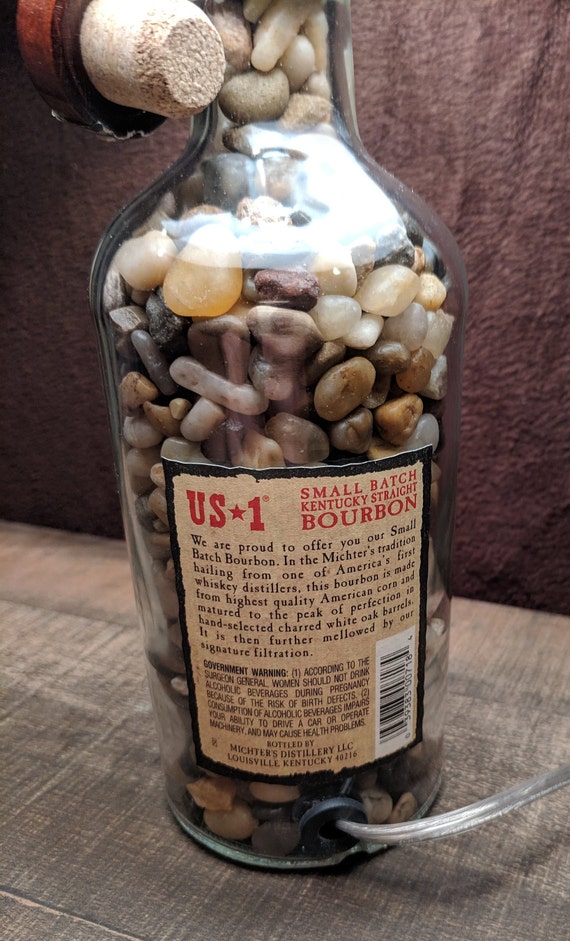 US★1®
SMALL BATCH
KENTUCKY STRAIGHT
BOURBON
We are proud to offer you our Small
Batch Bourbon. In the Michter's tradition
hailing from one of America's first
whiskey distillers, this bourbon is made
from highest quality American corn and
matured to the peak of perfection in
hand-selected charred white oak barrels.
It is then further mellowed by our
signature filtration.
GOVERNMENT WARNING: (1) ACCORDING TO THE
SURGEON GENERAL, WOMEN SHOULD NOT DRINK
ALCOHOLIC BEVERAGES DURING PREGNANCY
BECAUSE OF THE RISK OF BIRTH DEFECTS. (2)
CONSUMPTION OF ALCOHOLIC BEVERAGES IMPAIRS
YOUR ABILITY TO DRIVE A CAR OR OPERATE
MACHINERY, AND MAY CAUSE HEALTH PROBLEMS.
BOTTLED BY
MICHTER'S DISTILLERY LLC
LOUISVILLE, KENTUCKY 40216